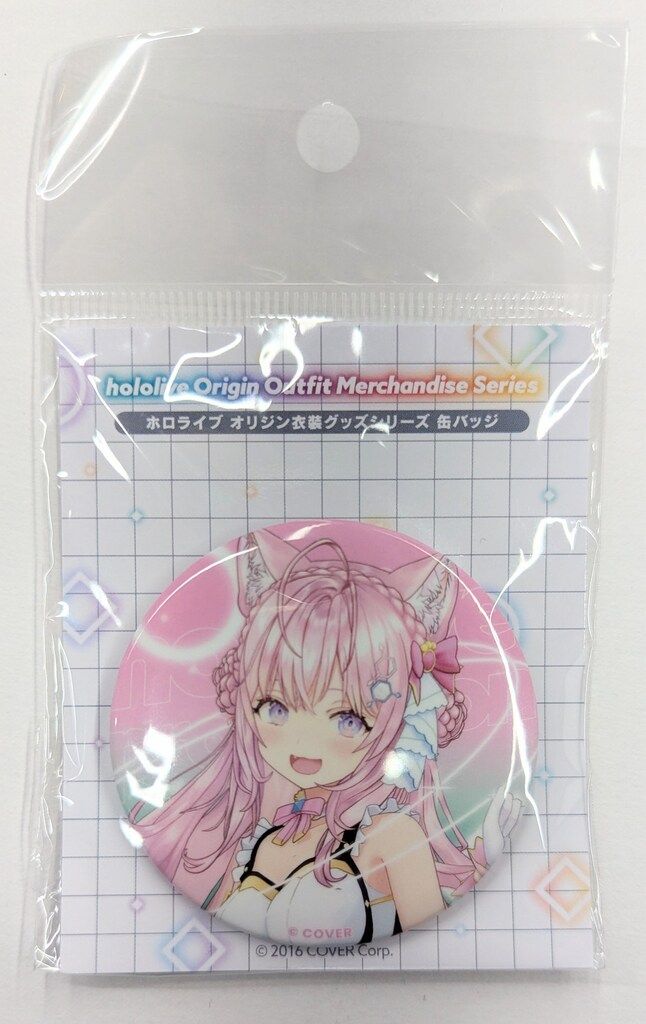 hololive Origin Outfit Merchandise Series
ホロライブ オリジン衣装グッズシリーズ 缶バッジ
© COVER
© 2016 COVER Corp.